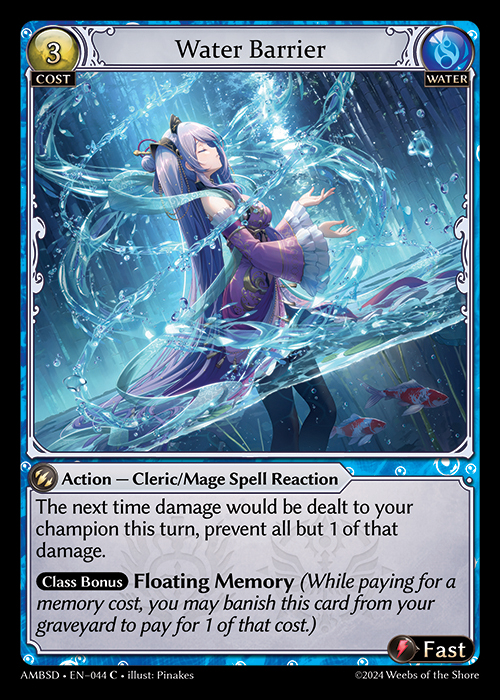 3
Water Barrier
COST
WATER
Action — Cleric/Mage Spell Reaction
The next time damage would be dealt to your
champion this turn, prevent all but 1 of that
damage.
Class Bonus Floating Memory (While paying for a
memory cost, you may banish this card from your
graveyard to pay for 1 of that cost.)
Fast
AMBSD • EN-044 C • illust: Pinakes
©2024 Weebs of the Shore